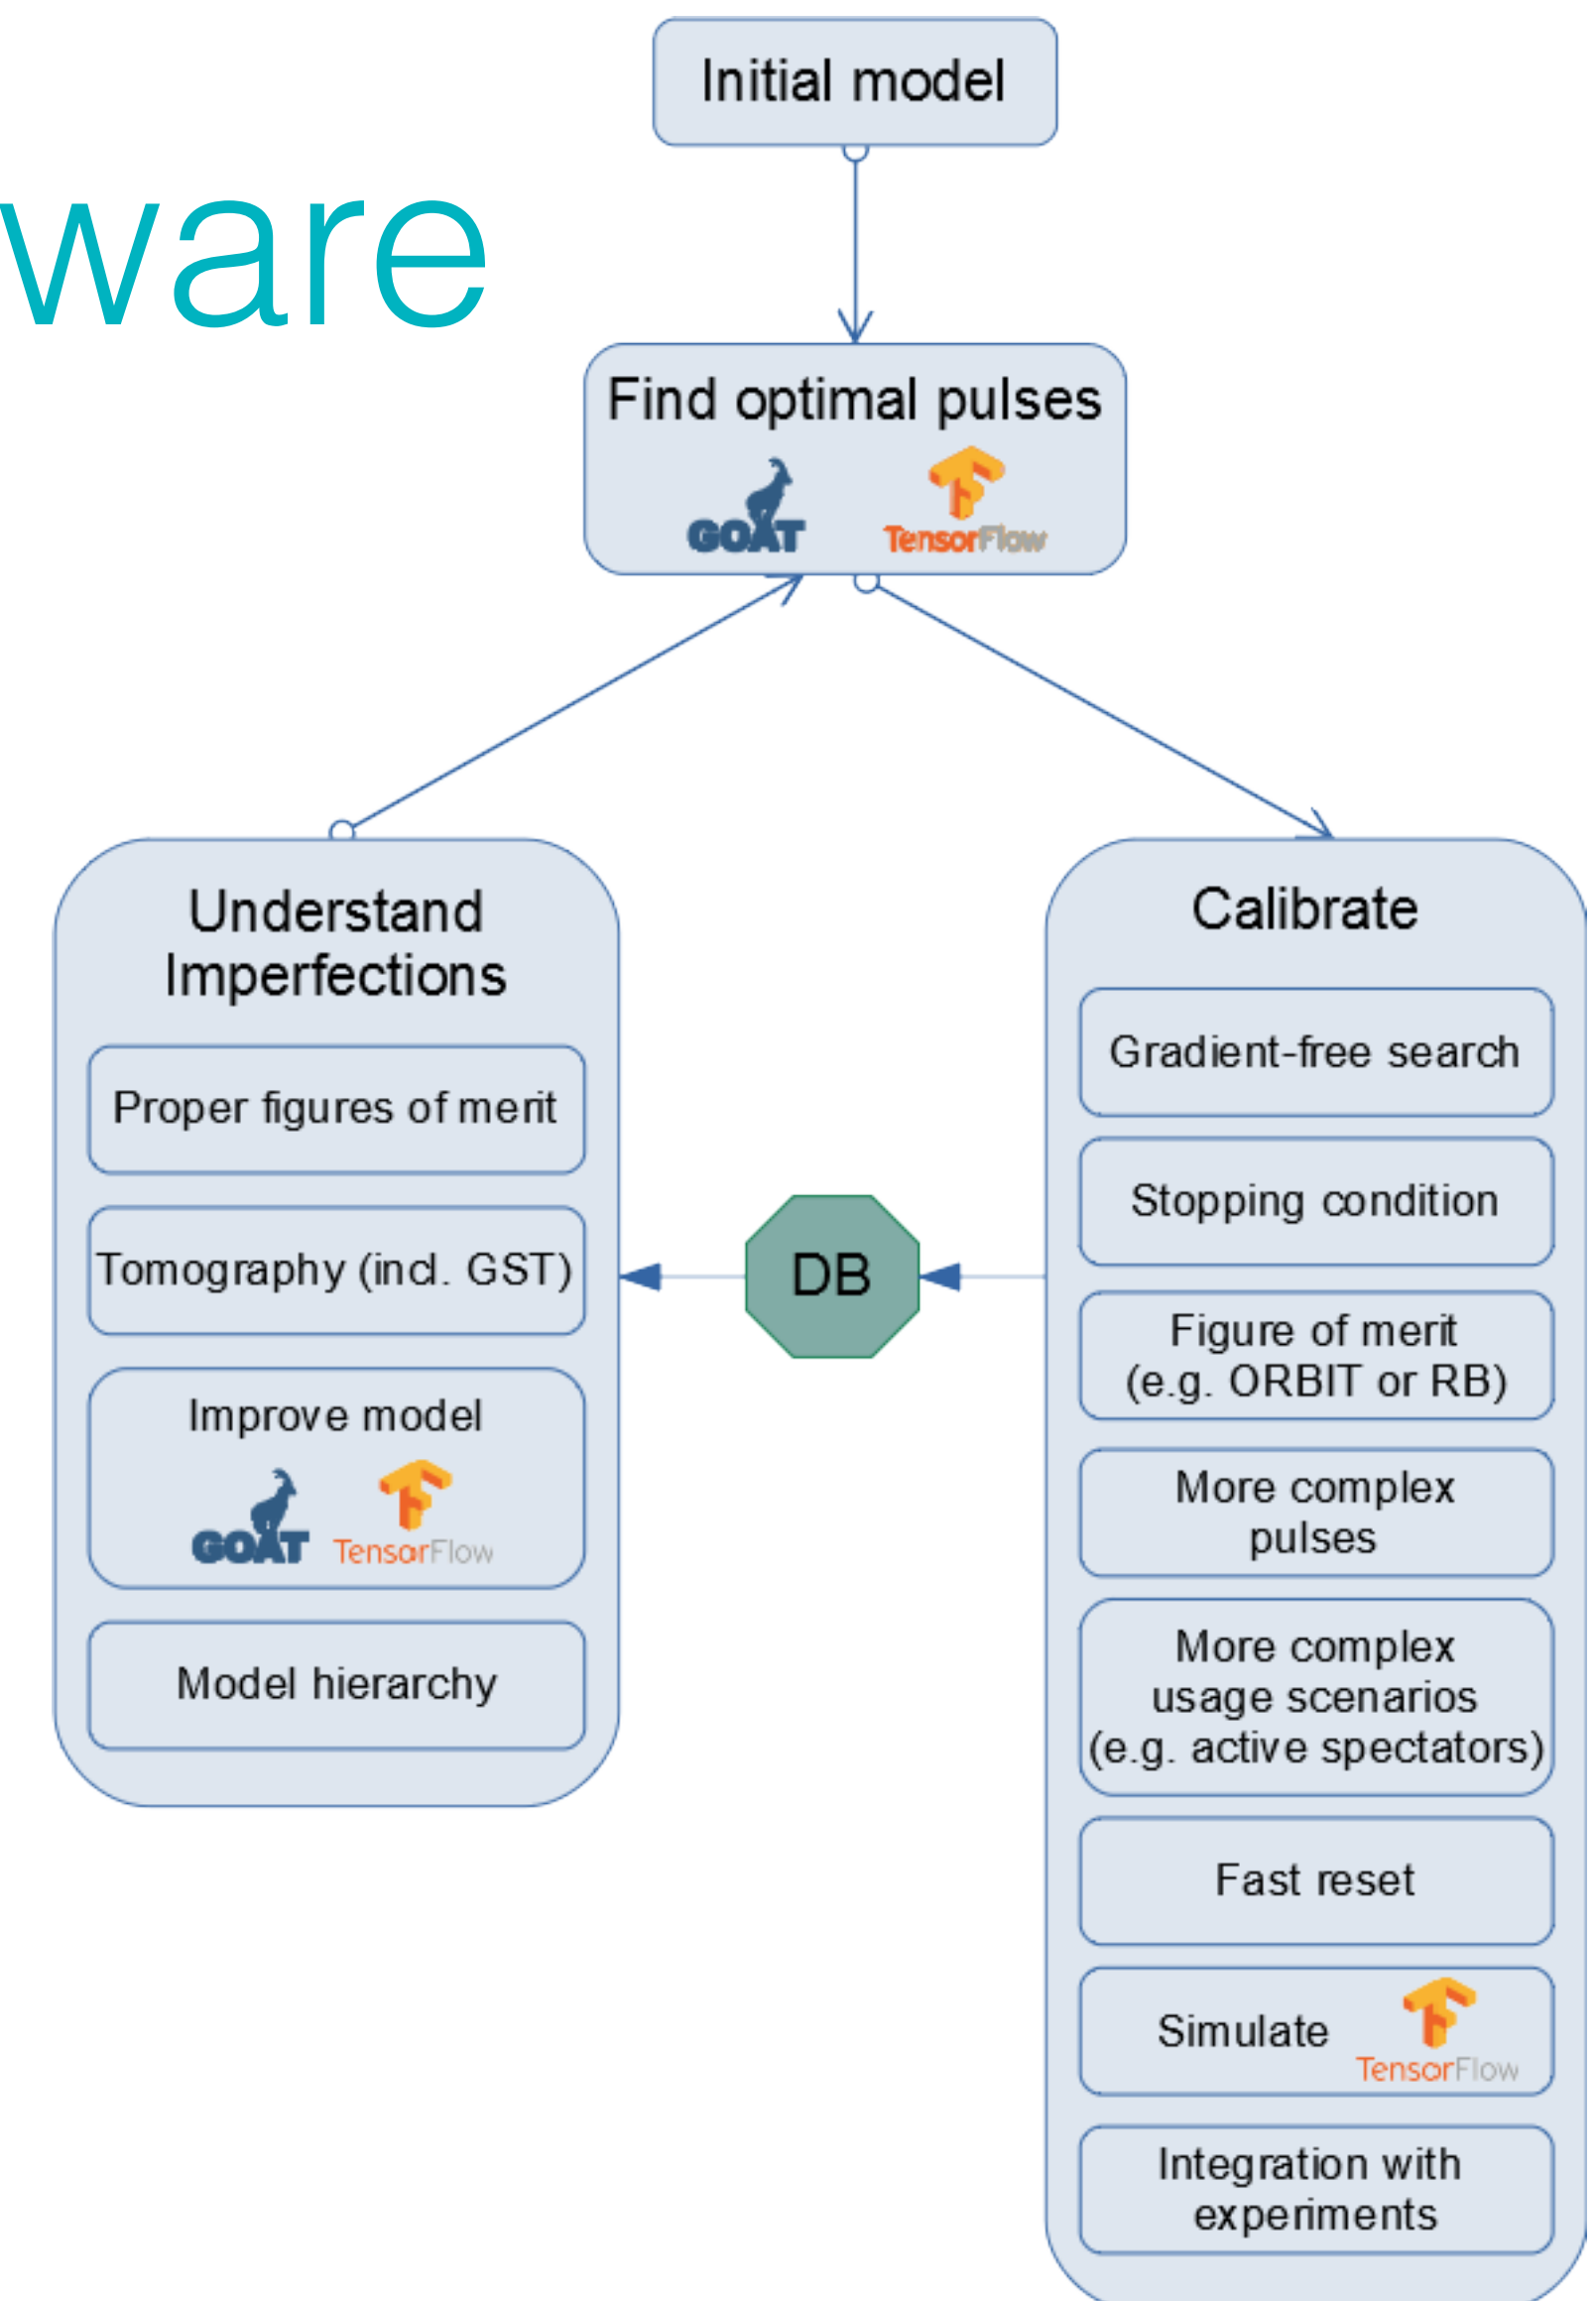 Initial model
ware
Find optimal pulses
GOAT
TensorFlow
Understand
Imperfections
Proper figures of merit
Tomography (incl. GST)
Improve model
GOAT
TensorFlow
Model hierarchy
DB
Calibrate
Gradient-free search
Stopping condition
Figure of merit
(e.g. ORBIT or RB)
More complex
pulses
More complex
usage scenarios
(e.g. active spectators)
Fast reset
Simulate
TensorFlow
Integration with
experiments